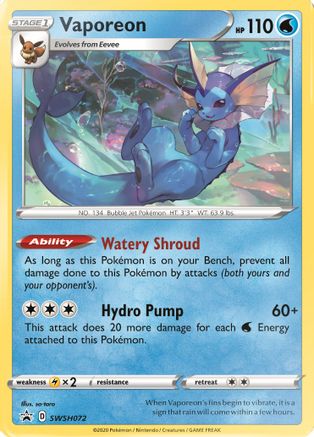 STAGE 1 Vaporeon HP 110
Evolves from Eevee
NO. 134 Bubble Jet Pokémon HT: 3'3" WT: 63.9 lbs.
Ability Watery Shroud
As long as this Pokémon is on your Bench, prevent all
damage done to this Pokémon by attacks (both yours and
your opponent's).
Hydro Pump 60+
This attack does 20 more damage for each Energy
attached to this Pokémon.
weakness ×2 resistance retreat
Illus. so-taro
D SWSH072
When Vaporeon's fins begin to vibrate, it is a
sign that rain will come within a few hours.
©2020 Pokémon / Nintendo / Creatures / GAME FREAK